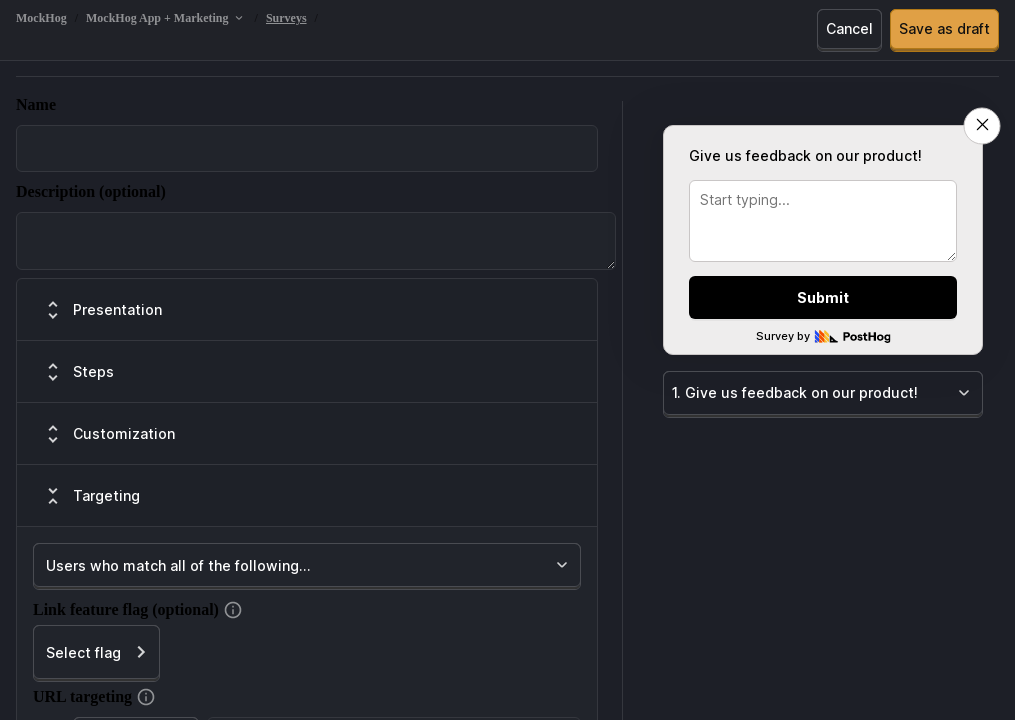 MockHog / MockHog App + Marketing / Surveys /
Cancel
Save as draft
Name
Description (optional)
Presentation
Steps
Customization
Targeting
Users who match all of the following...
Link feature flag (optional)
Select flag
URL targeting
Give us feedback on our product!
Start typing...
Submit
Survey by PostHog
1. Give us feedback on our product!